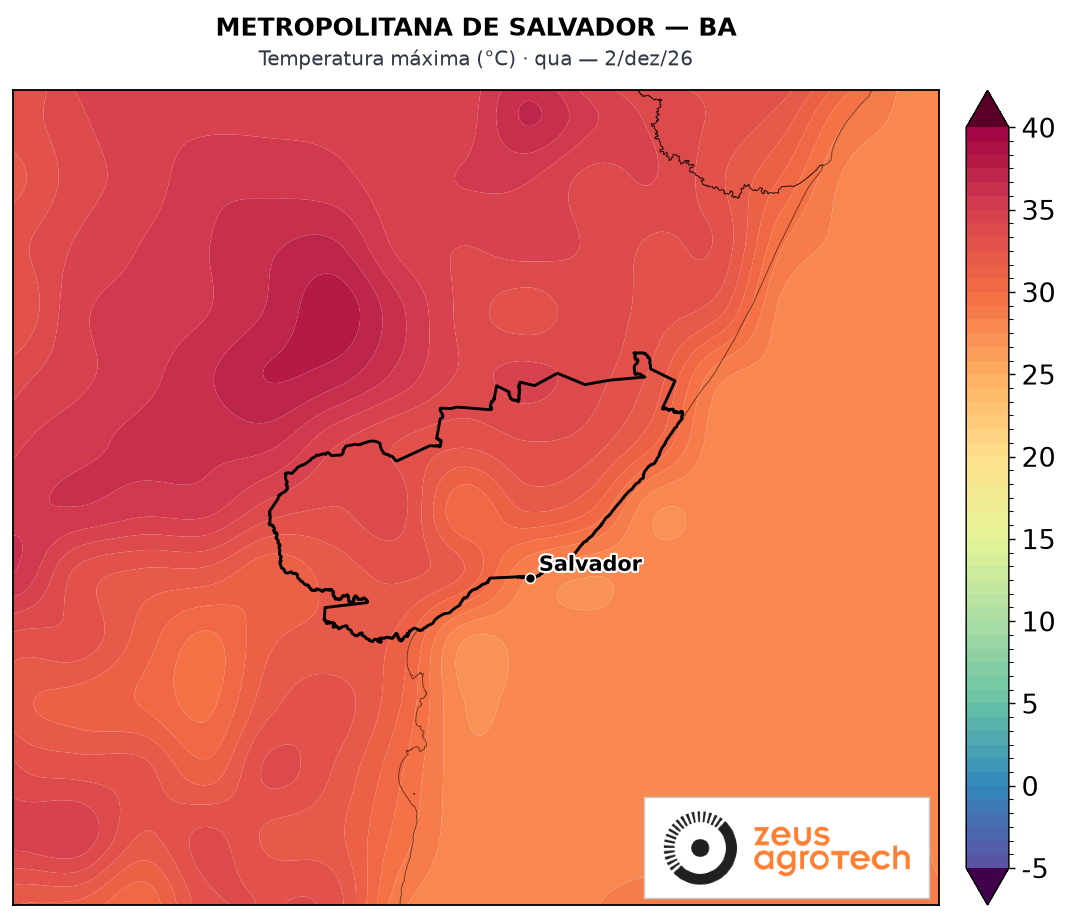 METROPOLITANA DE SALVADOR — BA
Temperatura máxima (°C) · qua — 2/dez/26
40
35
30
25
20
15
10
5
0
-5
Salvador
zeus
agrotech